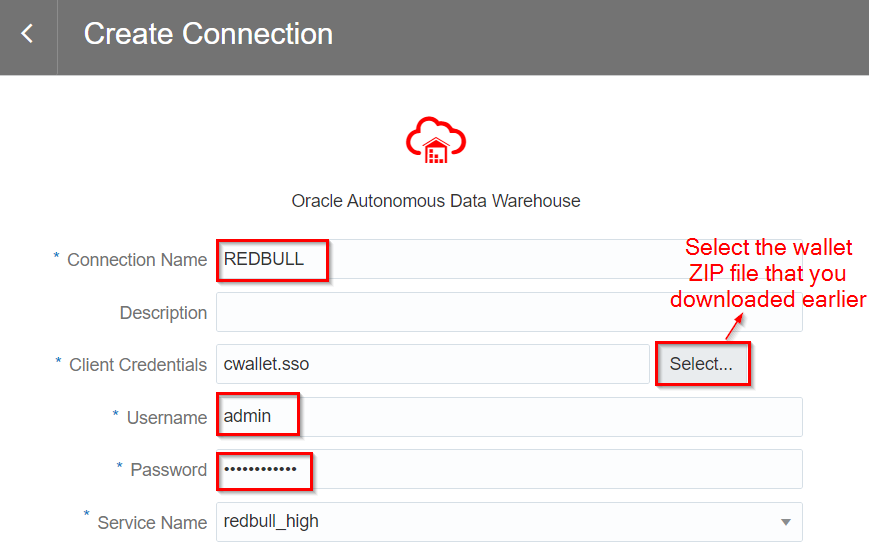 Create Connection
Oracle Autonomous Data Warehouse
* Connection Name REDBULL
Select the wallet
ZIP file that you
downloaded earlier
Description
* Client Credentials cwallet.sso Select...
* Username admin
* Password ••••••••••••
* Service Name redbull_high